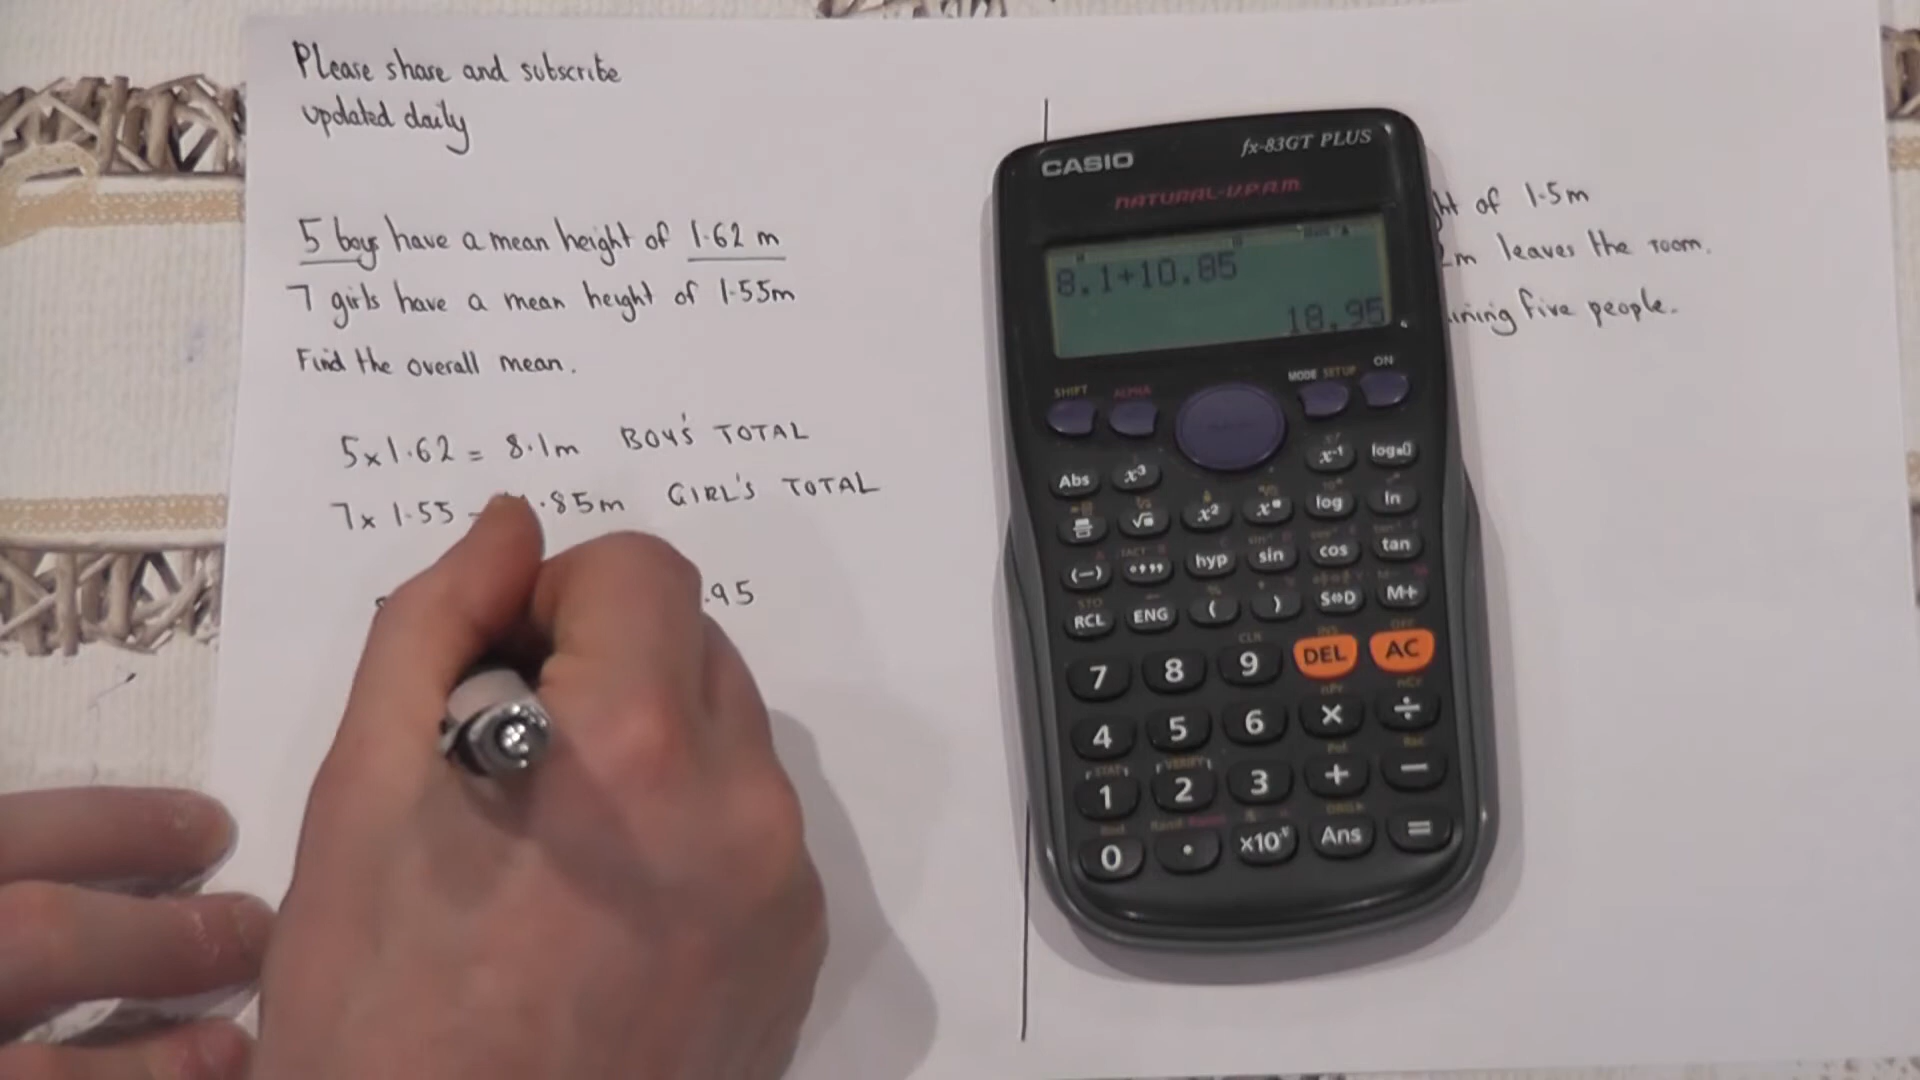 Please share and subscribe
updated daily
5 boys have a mean height of 1.62 m
7 girls have a mean height of 1.55m
Find the overall mean.
5 x 1.62 = 8.1m BOY'S TOTAL
7 x 1.55 .85m GIRL'S TOTAL
.95
of 1.5m
m leaves the room.
five people.
CASIO fx-83GT PLUS
NATURAL-V.P.A.M.
8.1+10.85
18.95
SHIFT ALPHA MODE SETUP ON
Abs x³ x⁻¹ log
√ x² log ln
(−) hyp sin cos tan
RCL ENG ( ) S⇔D M+
7 8 9 DEL AC
4 5 6 × ÷
1 2 3 + −
0 . ×10ˣ Ans =